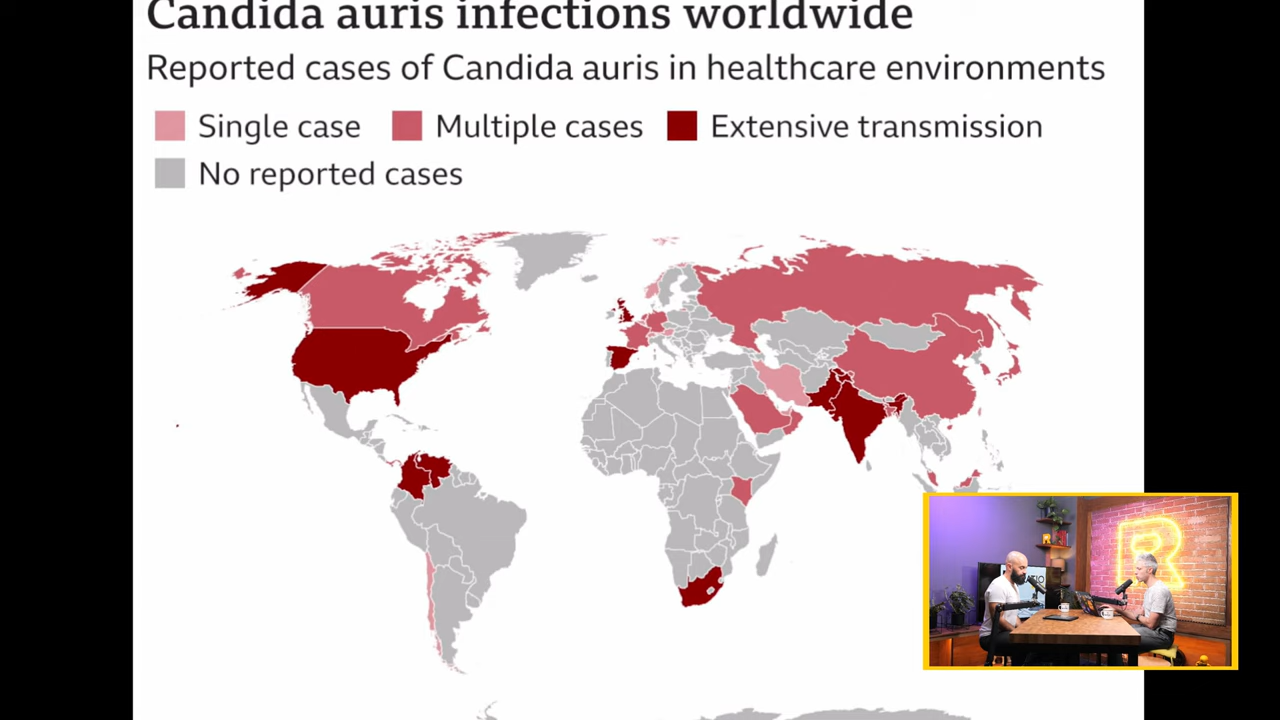 Candida auris infections worldwide
Reported cases of Candida auris in healthcare environments
Single case
Multiple cases
Extensive transmission
No reported cases
R